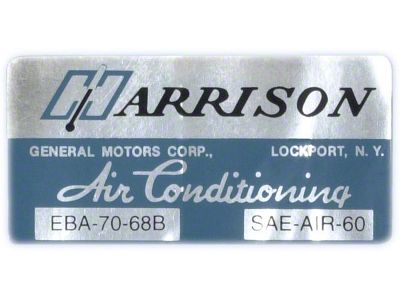 HARRISON
GENERAL MOTORS CORP., LOCKPORT, N. Y.
Air Conditioning
EBA-70-68B SAE-AIR-60